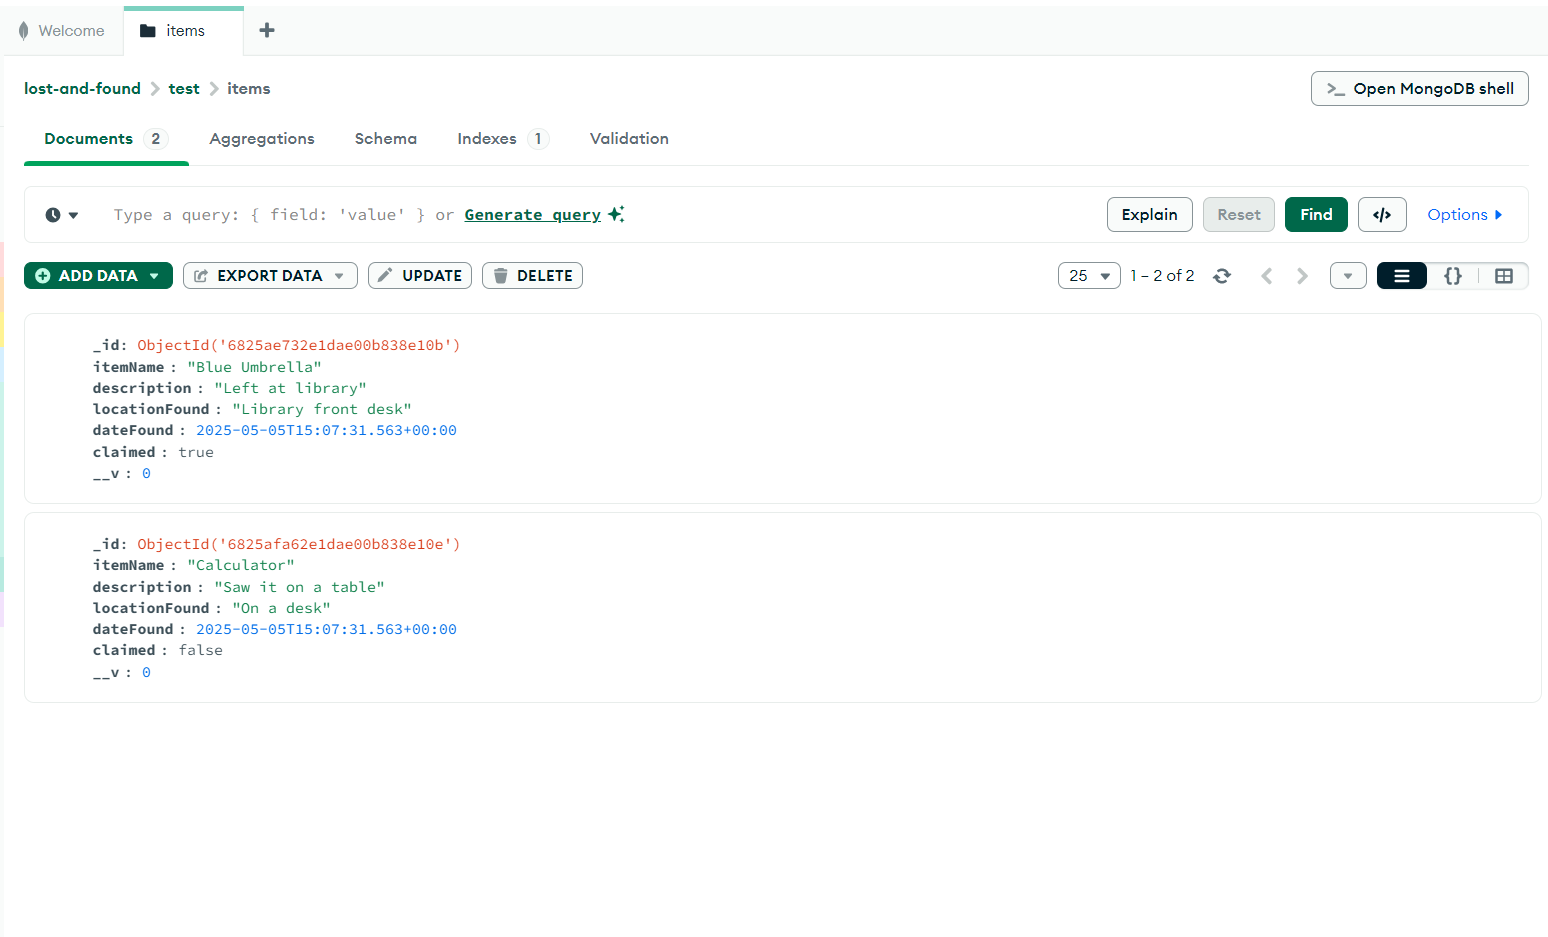 Welcome items
lost-and-found test items
>_ Open MongoDB shell
Documents 2 Aggregations Schema Indexes 1 Validation
Type a query: { field: 'value' } or Generate query
Explain Reset Find </> Options
ADD DATA EXPORT DATA UPDATE DELETE 25 1 – 2 of 2 {}
_id: ObjectId('6825ae732e1dae00b838e10b')
itemName : "Blue Umbrella"
description : "Left at library"
locationFound : "Library front desk"
dateFound : 2025-05-05T15:07:31.563+00:00
claimed : true
__v : 0
_id: ObjectId('6825afa62e1dae00b838e10e')
itemName : "Calculator"
description : "Saw it on a table"
locationFound : "On a desk"
dateFound : 2025-05-05T15:07:31.563+00:00
claimed : false
__v : 0